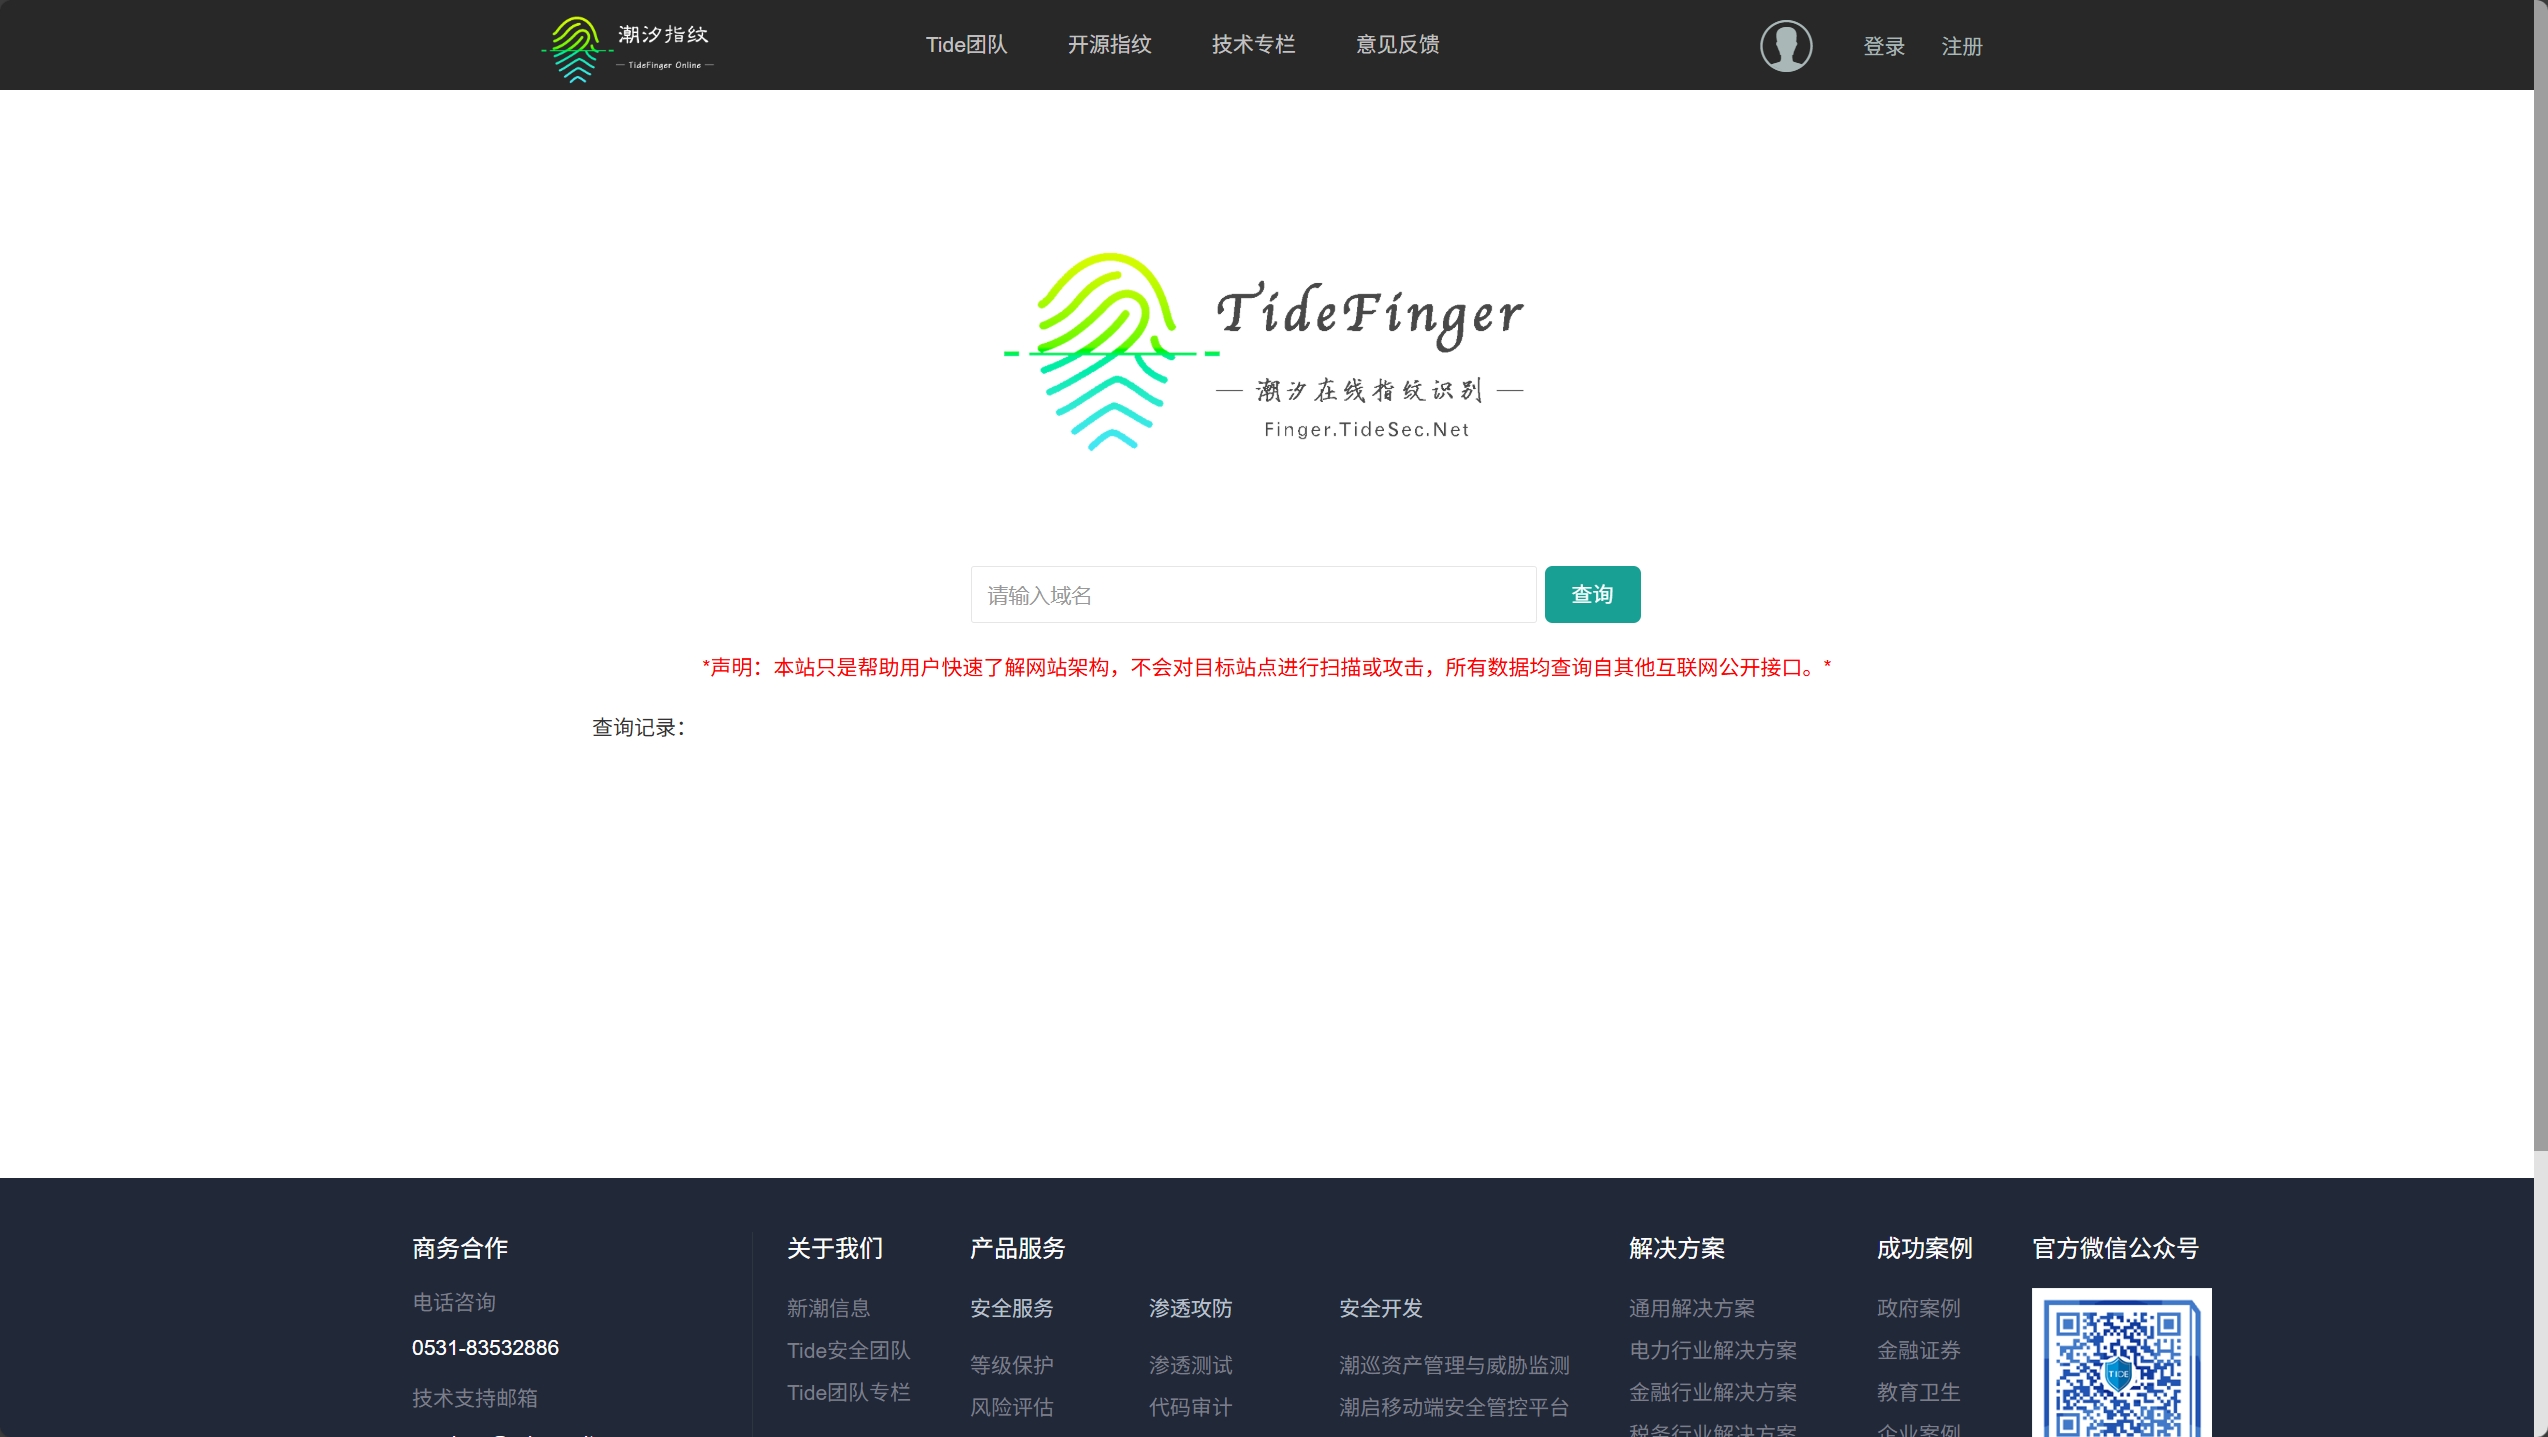 潮汐指纹
— TideFinger Online —
Tide团队
开源指纹
技术专栏
意见反馈
登录
注册
TideFinger
— 潮汐在线指纹识别 —
Finger.TideSec.Net
请输入域名
查询
*声明：本站只是帮助用户快速了解网站架构，不会对目标站点进行扫描或攻击，所有数据均查询自其他互联网公开接口。*
查询记录：
商务合作
电话咨询
0531-83532886
技术支持邮箱
关于我们
新潮信息
Tide安全团队
Tide团队专栏
产品服务
安全服务
等级保护
风险评估
渗透攻防
渗透测试
代码审计
安全开发
潮巡资产管理与威胁监测
潮启移动端安全管控平台
解决方案
通用解决方案
电力行业解决方案
金融行业解决方案
税务行业解决方案
成功案例
政府案例
金融证券
教育卫生
企业案例
官方微信公众号
TIDE